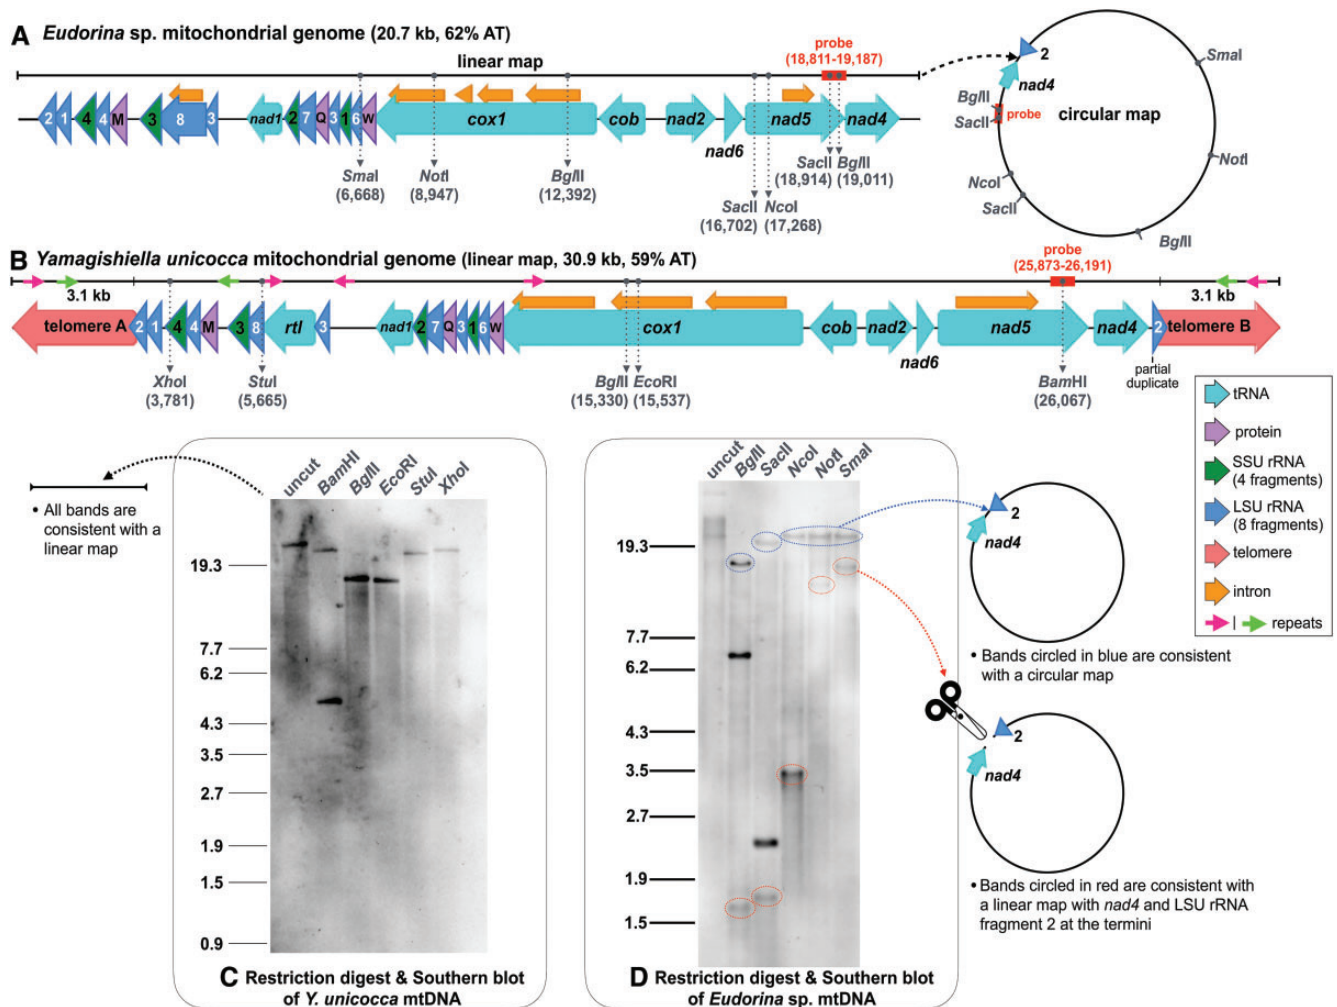 A Eudorina sp. mitochondrial genome (20.7 kb, 62% AT)
linear map
probe
(18,811-19,187)
2 1 4 4 M 3 8 3 nad1 2 7 Q 3 1 6 W cox1 cob nad2 nad6 nad5 nad4
SmaI
(6,668)
NotI
(8,947)
BglII
(12,392)
SacII
(16,702)
NcoI
(17,268)
SacII
(18,914)
BglII
(19,011)
2
nad4
circular map
SmaI
NotI
BglII
SacII
NcoI
SacII
BglII
probe
B Yamagishiella unicocca mitochondrial genome (linear map, 30.9 kb, 59% AT)
probe
(25,873-26,191)
3.1 kb
3.1 kb
telomere A 2 1 4 4 M 3 8 rtl 3 nad1 2 7 Q 3 1 6 W cox1 cob nad2 nad6 nad5 nad4 2 telomere B
partial
duplicate
XhoI
(3,781)
StuI
(5,665)
BglII
(15,330)
EcoRI
(15,537)
BamHI
(26,067)
tRNA
protein
SSU rRNA
(4 fragments)
LSU rRNA
(8 fragments)
telomere
intron
| repeats
• All bands are
consistent with a
linear map
uncut BamHI BglII EcoRI StuI XhoI
19.3
7.7
6.2
4.3
3.5
2.7
1.9
1.5
0.9
C Restriction digest & Southern blot
of Y. unicocca mtDNA
uncut BglII SacII NcoI NotI SmaI
19.3
7.7
6.2
4.3
3.5
2.7
1.9
1.5
D Restriction digest & Southern blot
of Eudorina sp. mtDNA
2
nad4
• Bands circled in blue are consistent
with a circular map
2
nad4
• Bands circled in red are consistent with
a linear map with nad4 and LSU rRNA
fragment 2 at the termini